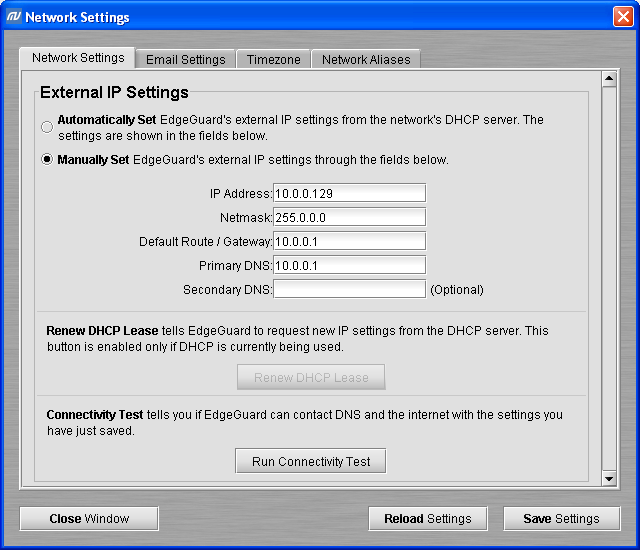 Network Settings
Network Settings Email Settings Timezone Network Aliases
External IP Settings
Automatically Set EdgeGuard's external IP settings from the network's DHCP server. The
settings are shown in the fields below.
Manually Set EdgeGuard's external IP settings through the fields below.
IP Address: 10.0.0.129
Netmask: 255.0.0.0
Default Route / Gateway: 10.0.0.1
Primary DNS: 10.0.0.1
Secondary DNS: (Optional)
Renew DHCP Lease tells EdgeGuard to request new IP settings from the DHCP server. This
button is enabled only if DHCP is currently being used.
Renew DHCP Lease
Connectivity Test tells you if EdgeGuard can contact DNS and the internet with the settings you
have just saved.
Run Connectivity Test
Close Window Reload Settings Save Settings